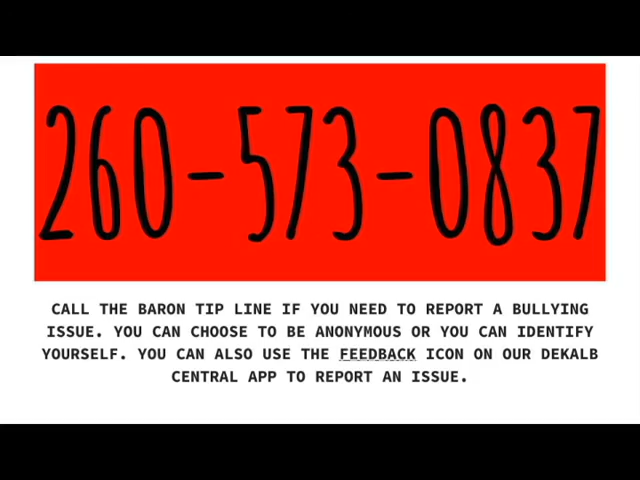 260-573-0837
CALL THE BARON TIP LINE IF YOU NEED TO REPORT A BULLYING
ISSUE. YOU CAN CHOOSE TO BE ANONYMOUS OR YOU CAN IDENTIFY
YOURSELF. YOU CAN ALSO USE THE FEEDBACK ICON ON OUR DEKALB
CENTRAL APP TO REPORT AN ISSUE.